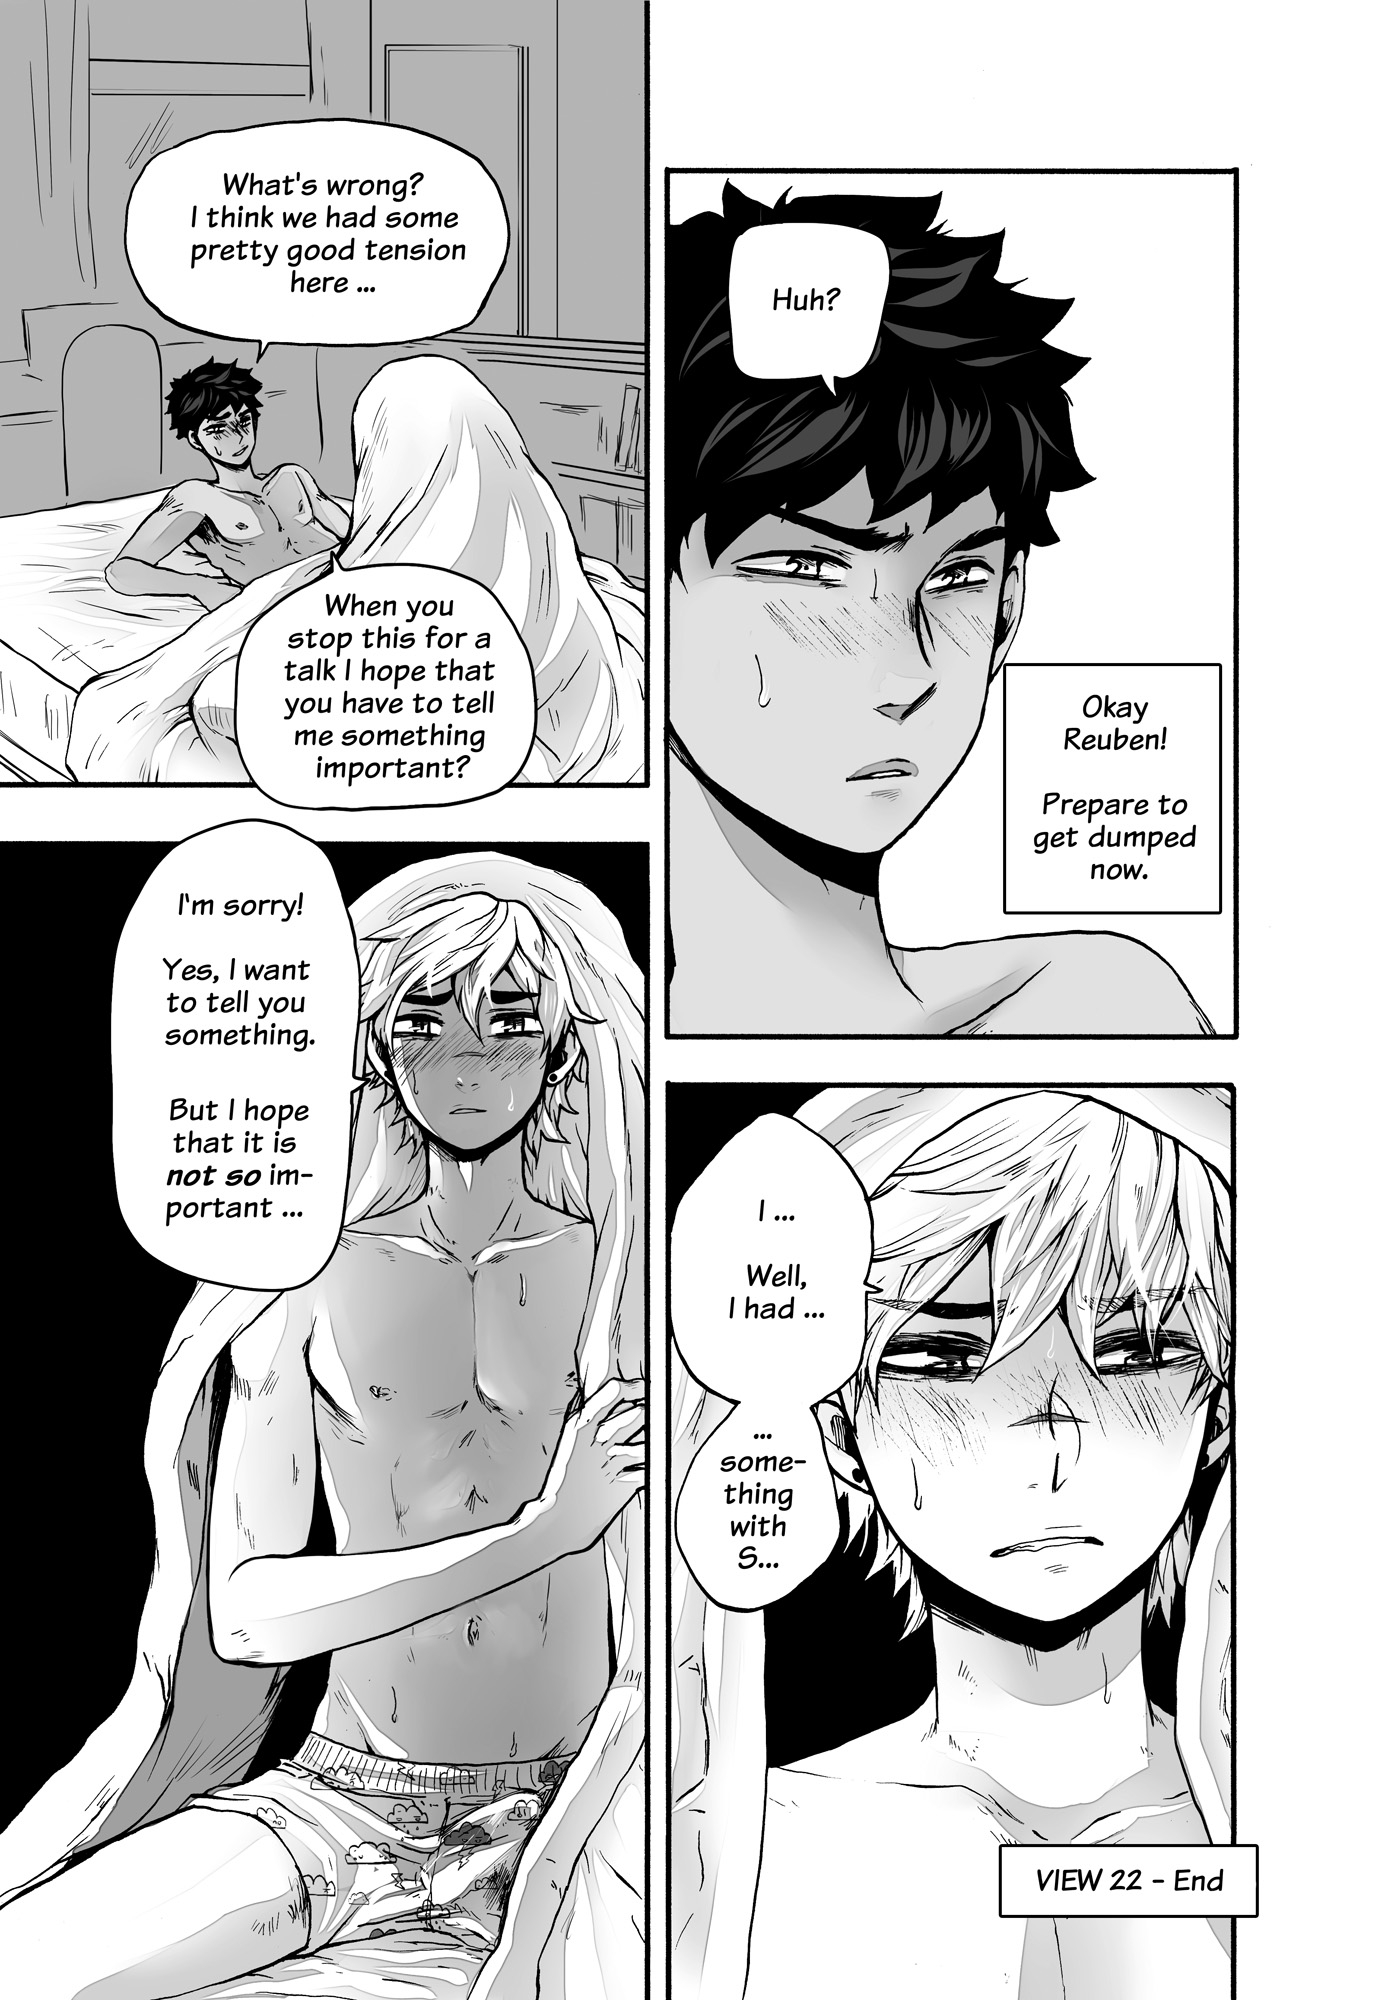 What's wrong?
I think we had some
pretty good tension
here ...
When you
stop this for a
talk I hope that
you have to tell
me something
important?
Huh?
Okay
Reuben!
Prepare to
get dumped
now.
I'm sorry!
Yes, I want
to tell you
something.
But I hope
that it is
not so im-
portant ...
I ...
Well,
I had ...
...
some-
thing
with
S...
VIEW 22 - End